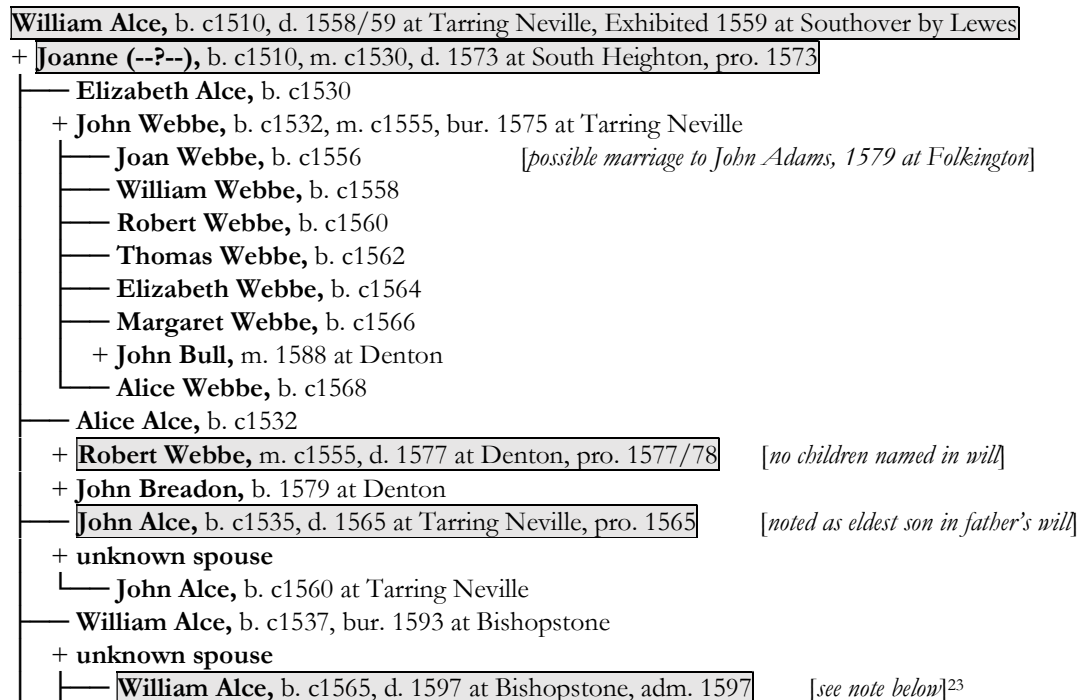 William Alce, b. c1510, d. 1558/59 at Tarring Neville, Exhibited 1559 at Southover by Lewes
+ Joanne (--?--), b. c1510, m. c1530, d. 1573 at South Heighton, pro. 1573
Elizabeth Alce, b. c1530
+ John Webbe, b. c1532, m. c1555, bur. 1575 at Tarring Neville
Joan Webbe, b. c1556 [possible marriage to John Adams, 1579 at Folkington]
William Webbe, b. c1558
Robert Webbe, b. c1560
Thomas Webbe, b. c1562
Elizabeth Webbe, b. c1564
Margaret Webbe, b. c1566
+ John Bull, m. 1588 at Denton
Alice Webbe, b. c1568
Alice Alce, b. c1532
+ Robert Webbe, m. c1555, d. 1577 at Denton, pro. 1577/78 [no children named in will]
+ John Breadon, b. 1579 at Denton
John Alce, b. c1535, d. 1565 at Tarring Neville, pro. 1565 [noted as eldest son in father's will]
+ unknown spouse
John Alce, b. c1560 at Tarring Neville
William Alce, b. c1537, bur. 1593 at Bishopstone
+ unknown spouse
William Alce, b. c1565, d. 1597 at Bishopstone, adm. 1597 [see note below]23